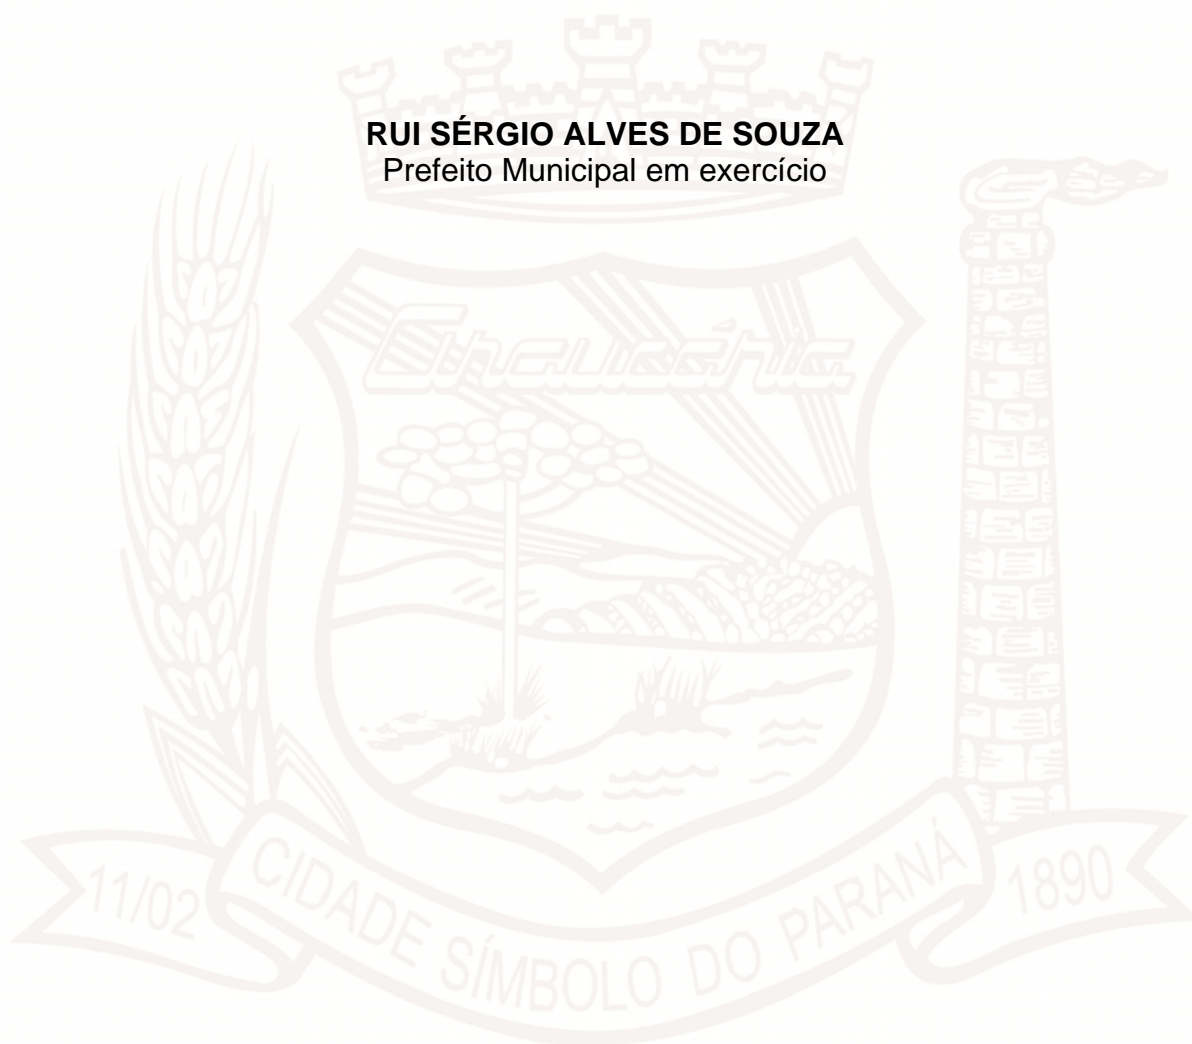 RUI SÉRGIO ALVES DE SOUZA
Prefeito Municipal em exercício
11/02
CIDADE SÍMBOLO DO PARANÁ
1890